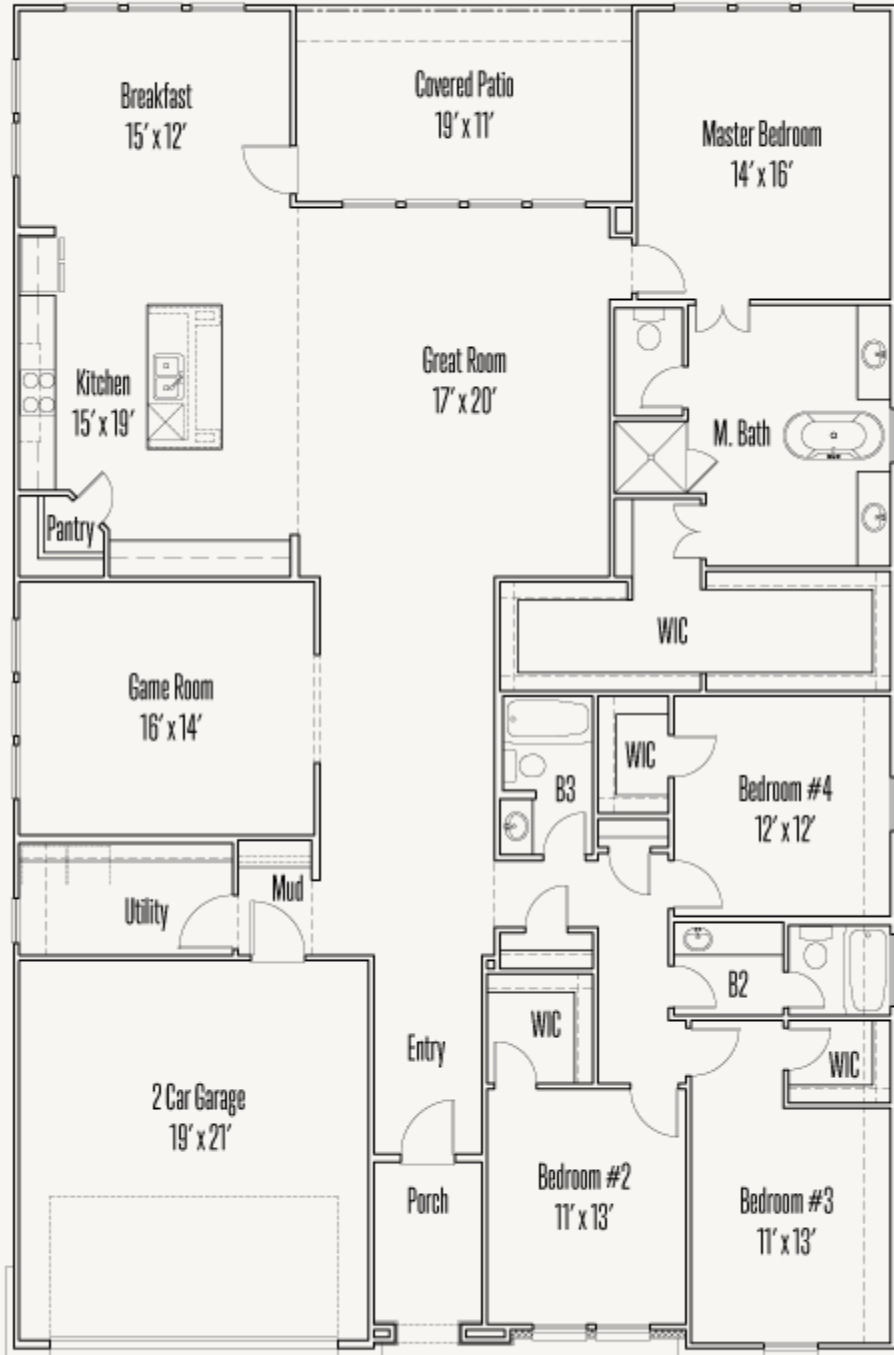 Breakfast
15' x 12'
Covered Patio
19' x 11'
Master Bedroom
14' x 16'
Kitchen
15' x 19'
Great Room
17' x 20'
M. Bath
Pantry
WIC
Game Room
16' x 14'
WIC
B3
Bedroom #4
12' x 12'
Utility
Mud
B2
WIC
WIC
Entry
2 Car Garage
19' x 21'
Porch
Bedroom #2
11' x 13'
Bedroom #3
11' x 13'